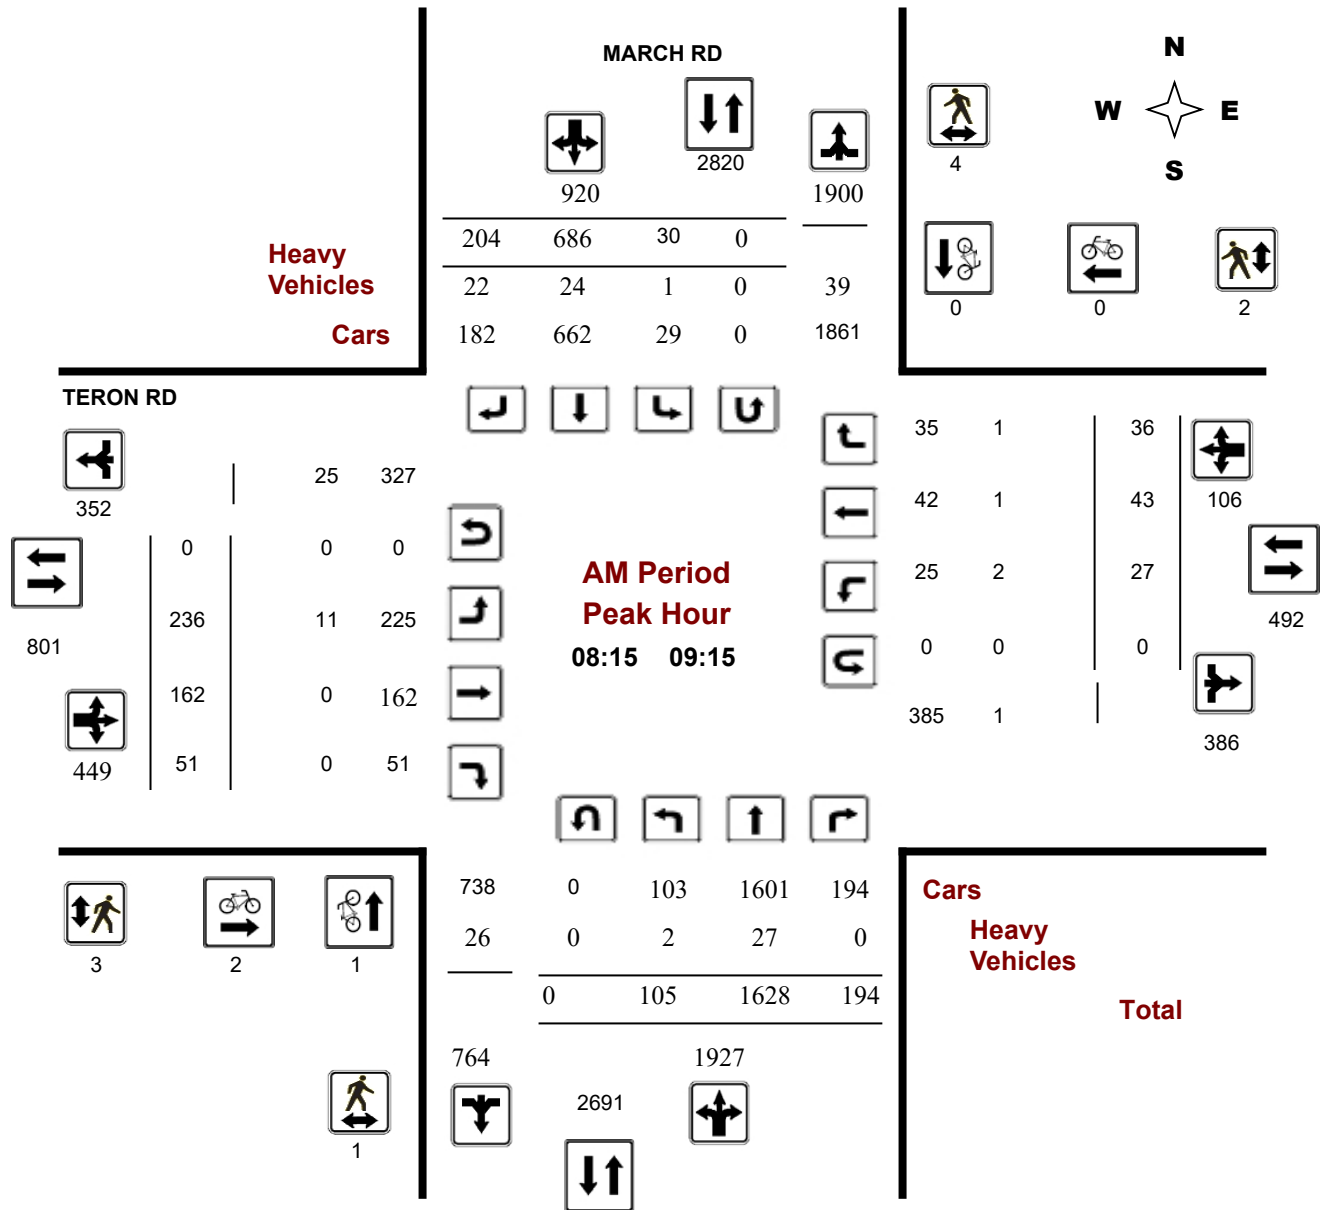 MARCH RD
N
W E
S
2820
4
920
1900
204 686 30 0
Heavy
Vehicles
22 24 1 0 39
0 0 2
Cars
182 662 29 0 1861
TERON RD
35 1 36
25 327
352
42 1 43 106
0 0 0
AM Period
25 2 27
Peak Hour
236 11 225
492
801
08:15 09:15
0 0 0
162 0 162
385 1
386
449 51 0 51
738 0 103 1601 194
Cars
26 0 2 27 0
Heavy
Vehicles
3 2 1
0 105 1628 194
Total
764 1927
2691
1